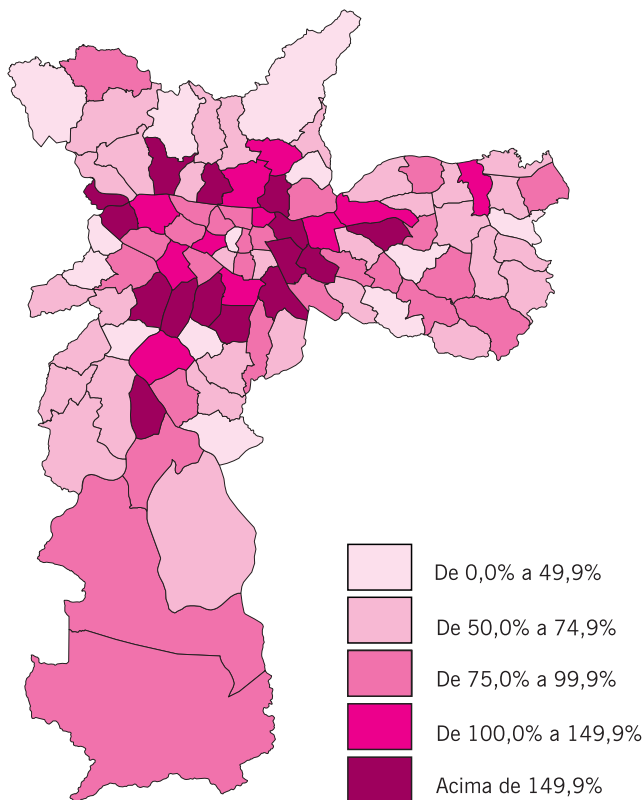 De 0,0% a 49,9%
De 50,0% a 74,9%
De 75,0% a 99,9%
De 100,0% a 149,9%
Acima de 149,9%